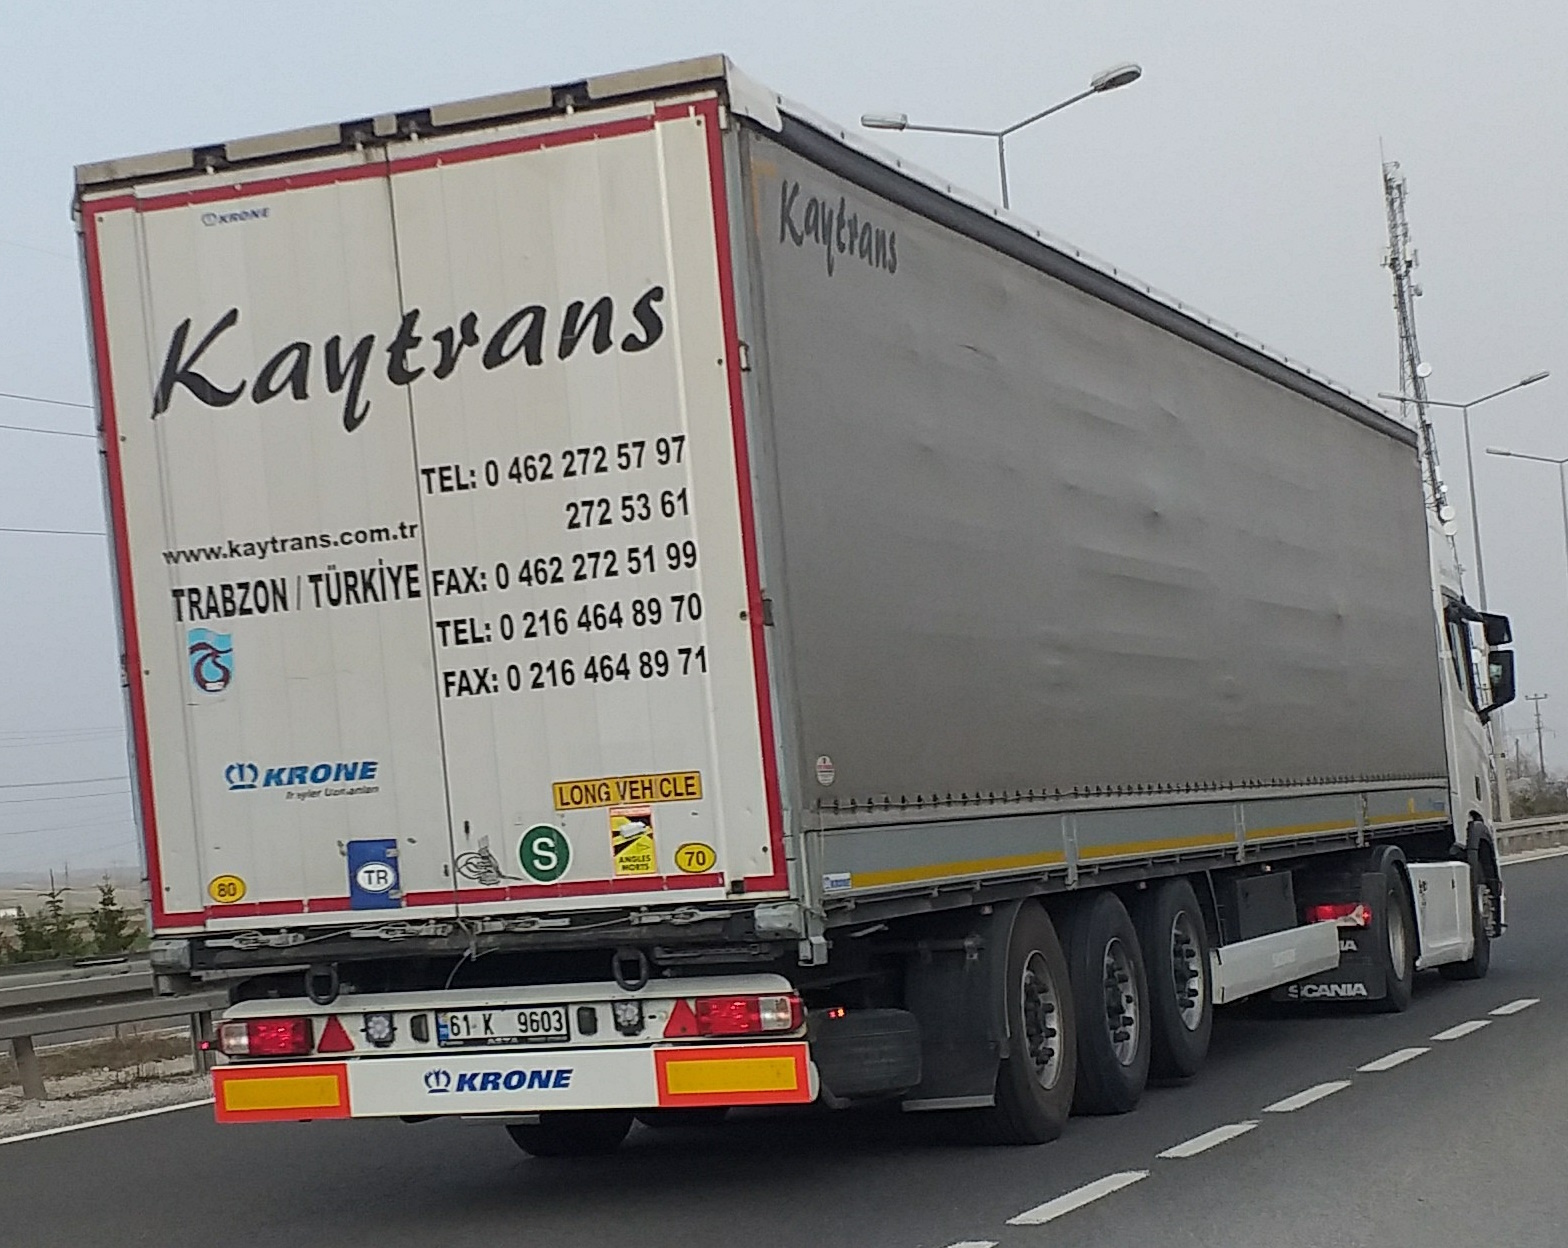 KRONE
Kaytrans
Kaytrans
TEL: 0 462 272 57 97
272 53 61
www.kaytrans.com.tr
FAX: 0 462 272 51 99
TRABZON / TÜRKİYE
TEL: 0 216 464 89 70
FAX: 0 216 464 89 71
KRONE
LONG VEHICLE
S
ANGLES
MORTS
70
80
TR
61 K 9603
KRONE
SCANIA